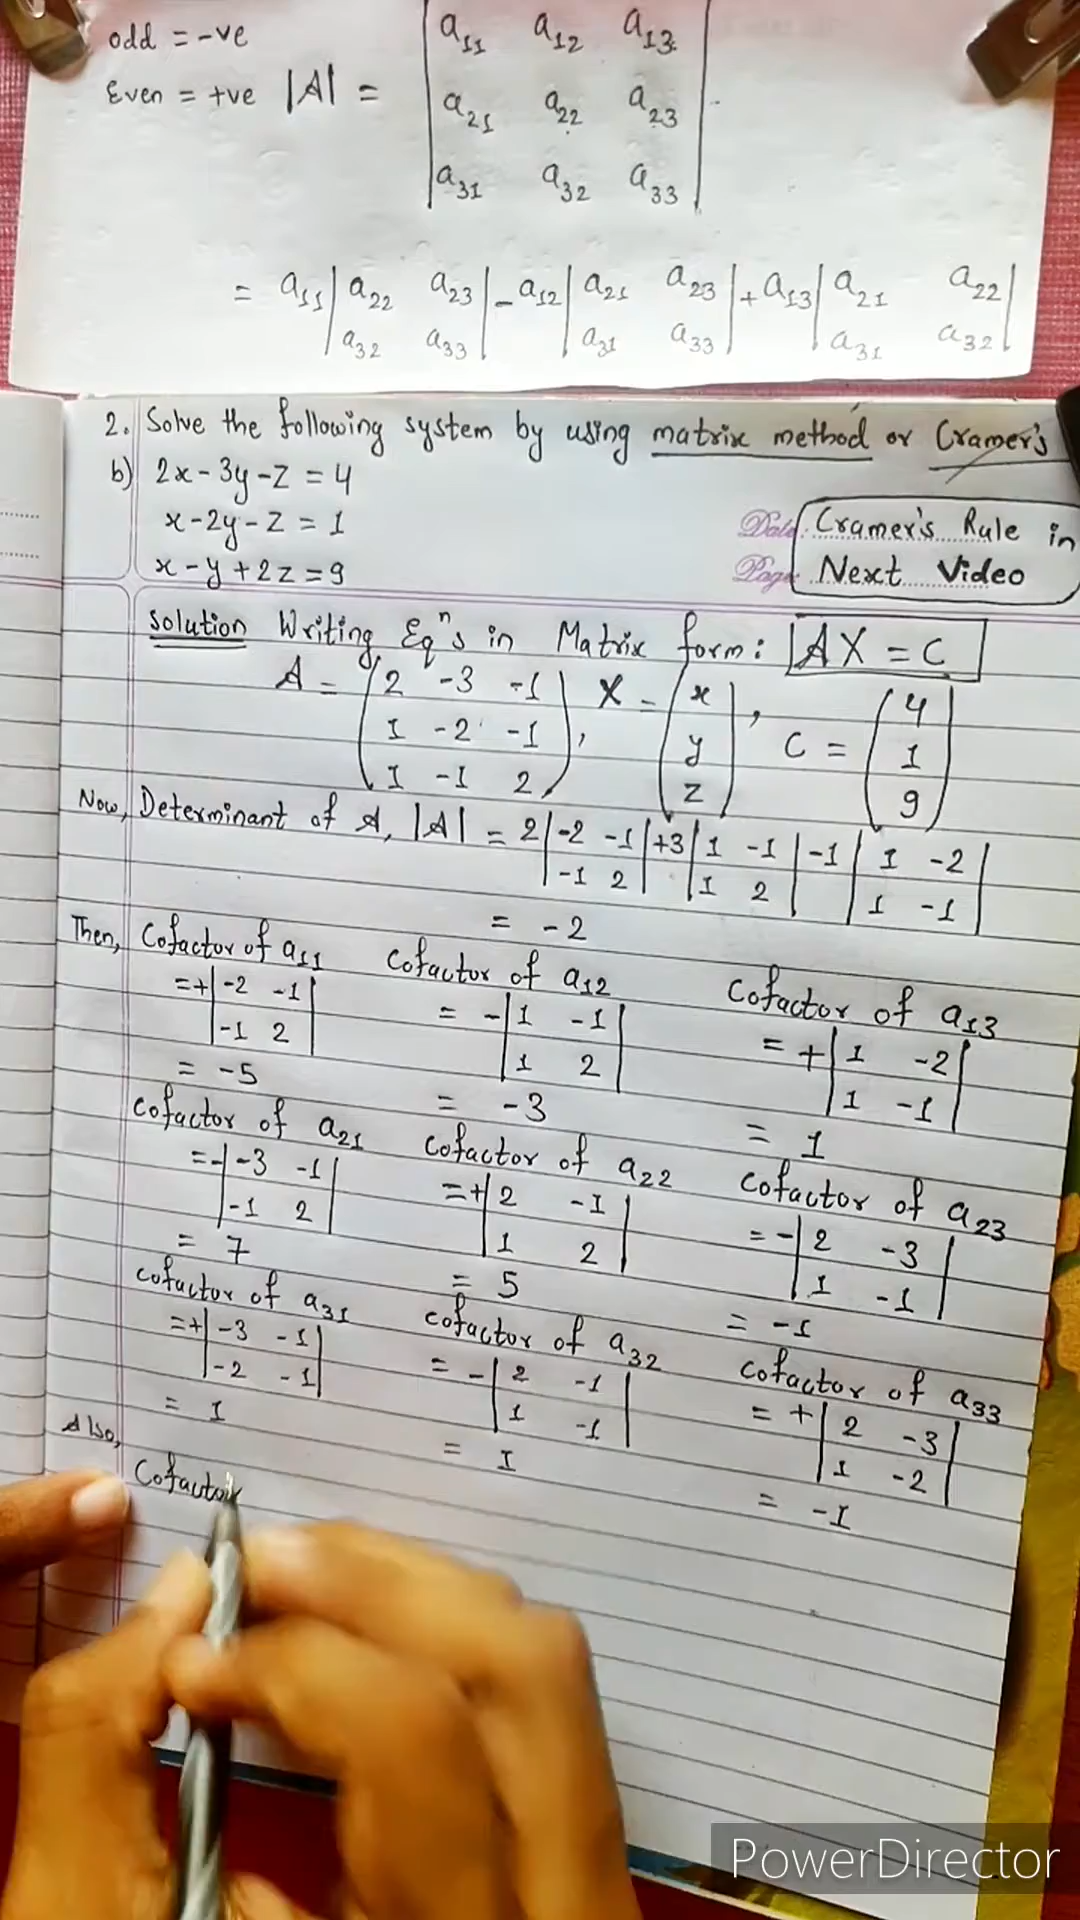 odd = -ve
Even = +ve |A| = | a11 a12 a13 |
| a21 a22 a23 |
| a31 a32 a33 |
= a11 | a22 a23 | - a12 | a21 a23 | + a13 | a21 a22 |
| a32 a33 | | a31 a33 | | a31 a32 |
2. Solve the following system by using matrix method or Cramer's
b) 2x - 3y - z = 4
x - 2y - z = 1
x - y + 2z = 9
Date: Cramer's Rule in
Page: Next Video
Solution Writing Eqn's in Matrix form: AX = C
A = ( 2 -3 -1 ) X = ( x ) , C = ( 4 )
( 1 -2 -1 ) , ( y ) ( 1 )
( 1 -1 2 ) ( z ) ( 9 )
Now, Determinant of A, |A| = 2 | -2 -1 | +3 | 1 -1 | -1 | 1 -2 |
| -1 2 | | 1 2 | | 1 -1 |
= -2
Then, Cofactor of a11 Cofactor of a12 Cofactor of a13
= + | -2 -1 | = - | 1 -1 | = + | 1 -2 |
| -1 2 | | 1 2 | | 1 -1 |
= -5 = -3 = 1
Cofactor of a21 Cofactor of a22 Cofactor of a23
= - | -3 -1 | = + | 2 -1 | = - | 2 -3 |
| -1 2 | | 1 2 | | 1 -1 |
= 7 = 5 = -1
Cofactor of a31 Cofactor of a32 Cofactor of a33
= + | -3 -1 | = - | 2 -1 | = + | 2 -3 |
| -2 -1 | | 1 -1 | | 1 -2 |
= 1 = 1 = -1
Also,
Cofactor
PowerDirector